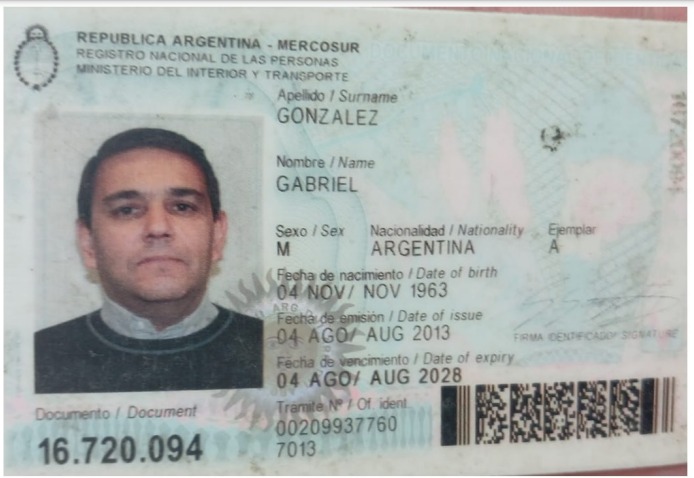 REPUBLICA ARGENTINA - MERCOSUR
REGISTRO NACIONAL DE LAS PERSONAS
MINISTERIO DEL INTERIOR Y TRANSPORTE
Apellido / Surname
GONZALEZ
Nombre / Name
GABRIEL
Sexo / Sex Nacionalidad / Nationality Ejemplar
M ARGENTINA A
Fecha de nacimiento / Date of birth
04 NOV/ NOV 1963
Fecha de emisión / Date of issue
04 AGO/ AUG 2013
FIRMA IDENTIFICADO/ SIGNATURE
Fecha de vencimiento / Date of expiry
04 AGO/ AUG 2028
Documento / Document
16.720.094
Tramite Nº / Of. ident.
00209937760
7013